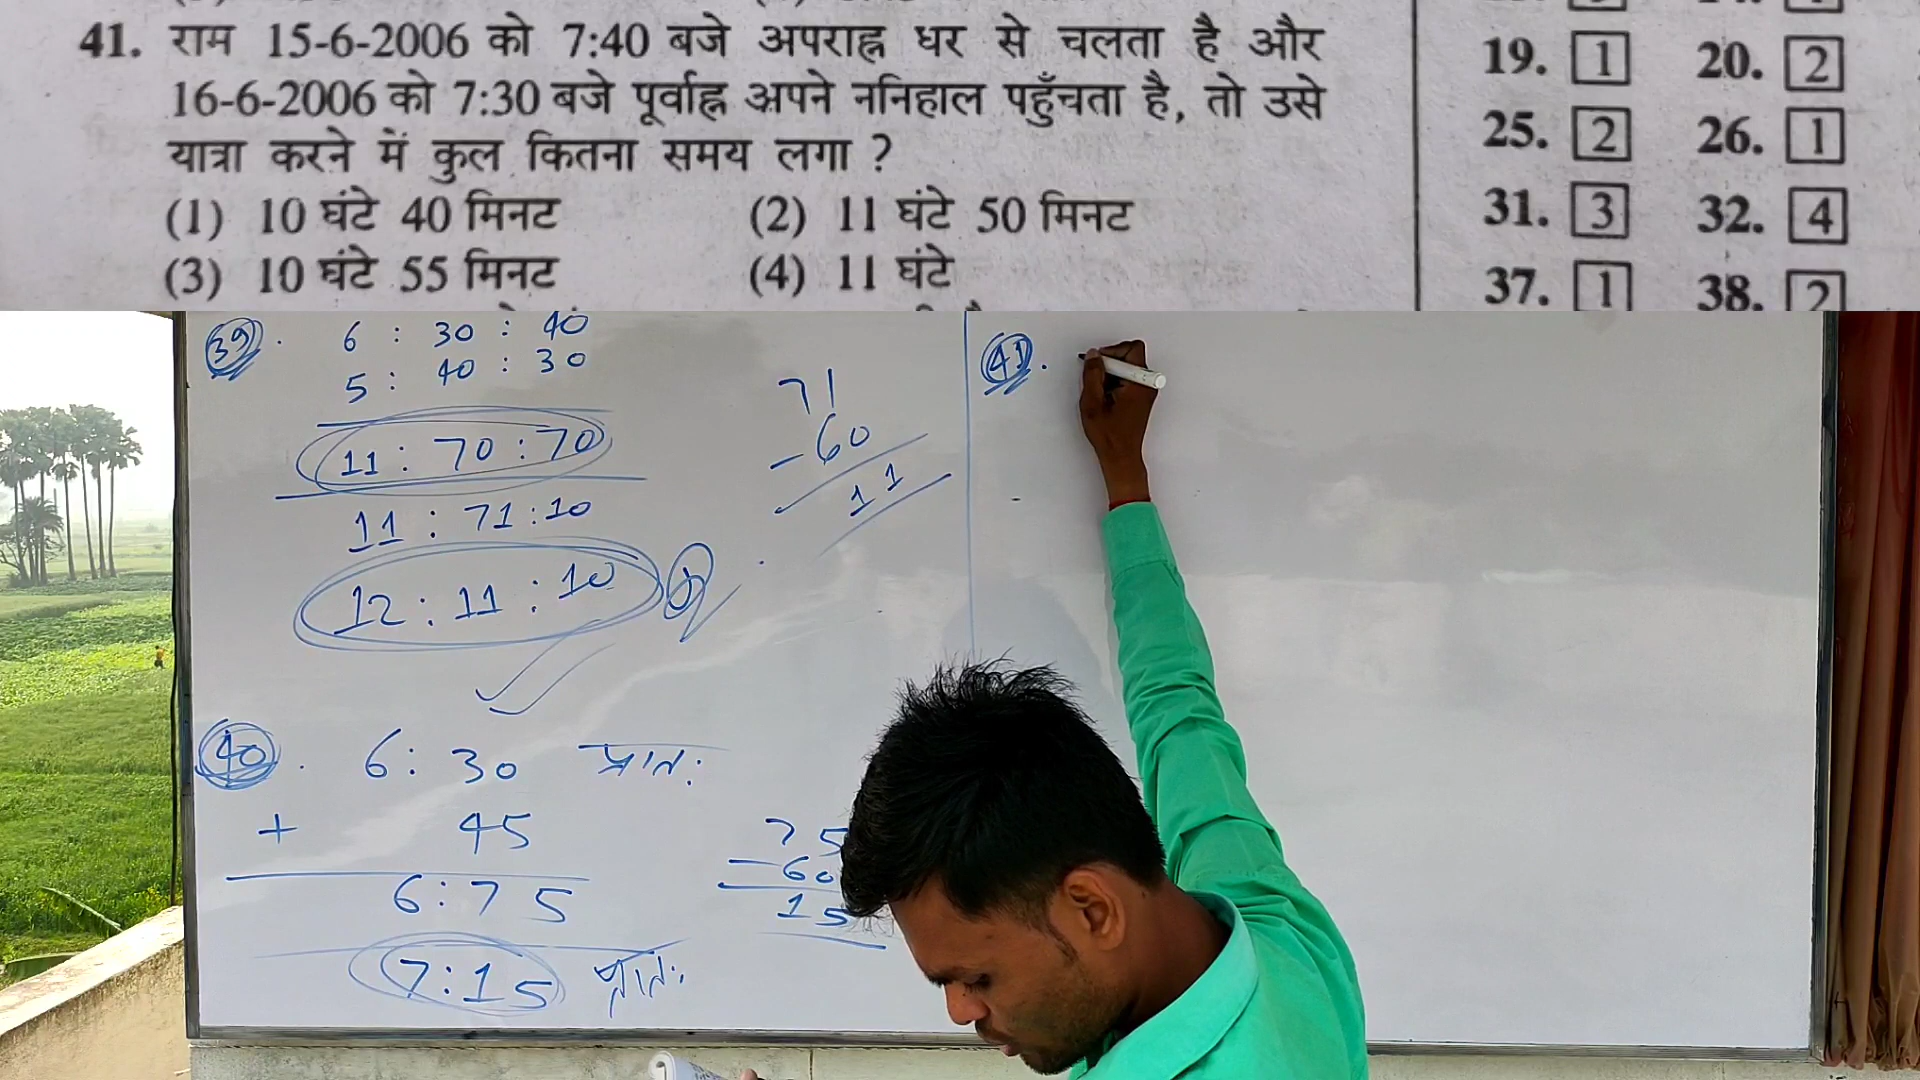 41. राम 15-6-2006 को 7:40 बजे अपराह्न धर से चलता है और
16-6-2006 को 7:30 बजे पूर्वाह्न अपने ननिहाल पहुँचता है, तो उसे
यात्रा करने में कुल कितना समय लगा ?
(1) 10 घंटे 40 मिनट (2) 11 घंटे 50 मिनट
(3) 10 घंटे 55 मिनट (4) 11 घंटे
19. 1 20. 2
25. 2 26. 1
31. 3 32. 4
37. 1 38. 2
39. 6 : 30 : 40
5 : 40 : 30
11 : 70 : 70
11 : 71 : 10
12 : 11 : 10
71
- 60
11
40. 6 : 30 प्रातः
+ 45
6 : 75
7 : 15 प्रातः
75
- 60
15
41.